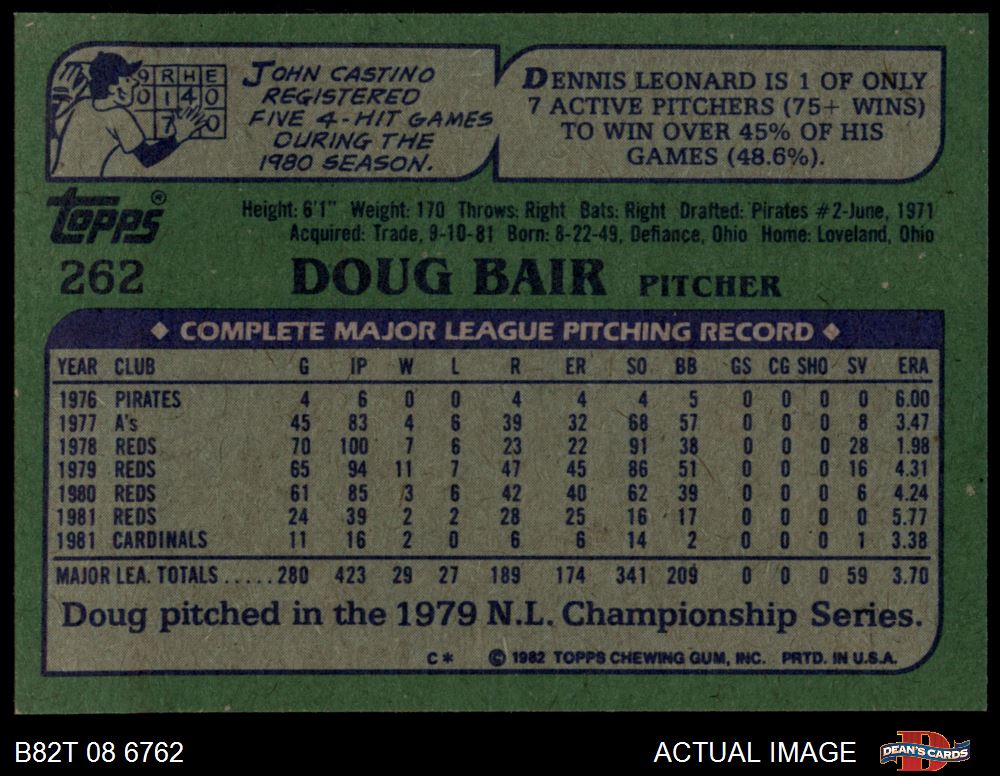 9 R H E
0 1 4 0
7 0
JOHN CASTINO
REGISTERED
FIVE 4-HIT GAMES
DURING THE
1980 SEASON.
DENNIS LEONARD IS 1 OF ONLY
7 ACTIVE PITCHERS (75+ WINS)
TO WIN OVER 45% OF HIS
GAMES (48.6%).
topps®
Height: 6'1" Weight: 170 Throws: Right Bats: Right Drafted: Pirates #2-June, 1971
Acquired: Trade, 9-10-81 Born: 8-22-49, Defiance, Ohio Home: Loveland, Ohio
262 DOUG BAIR PITCHER
◆ COMPLETE MAJOR LEAGUE PITCHING RECORD ◆
YEAR CLUB G IP W L R ER SO BB GS CG SHO SV ERA
1976 PIRATES 4 6 0 0 4 4 4 5 0 0 0 0 6.00
1977 A's 45 83 4 6 39 32 68 57 0 0 0 8 3.47
1978 REDS 70 100 7 6 23 22 91 38 0 0 0 28 1.98
1979 REDS 65 94 11 7 47 45 86 51 0 0 0 16 4.31
1980 REDS 61 85 3 6 42 40 62 39 0 0 0 6 4.24
1981 REDS 24 39 2 2 28 25 16 17 0 0 0 0 5.77
1981 CARDINALS 11 16 2 0 6 6 14 2 0 0 0 1 3.38
MAJOR LEA. TOTALS.....280 423 29 27 189 174 341 209 0 0 0 59 3.70
Doug pitched in the 1979 N.L. Championship Series.
C* © 1982 TOPPS CHEWING GUM, INC. PRTD. IN U.S.A.
B82T 08 6762 ACTUAL IMAGE D DEAN'S CARDS